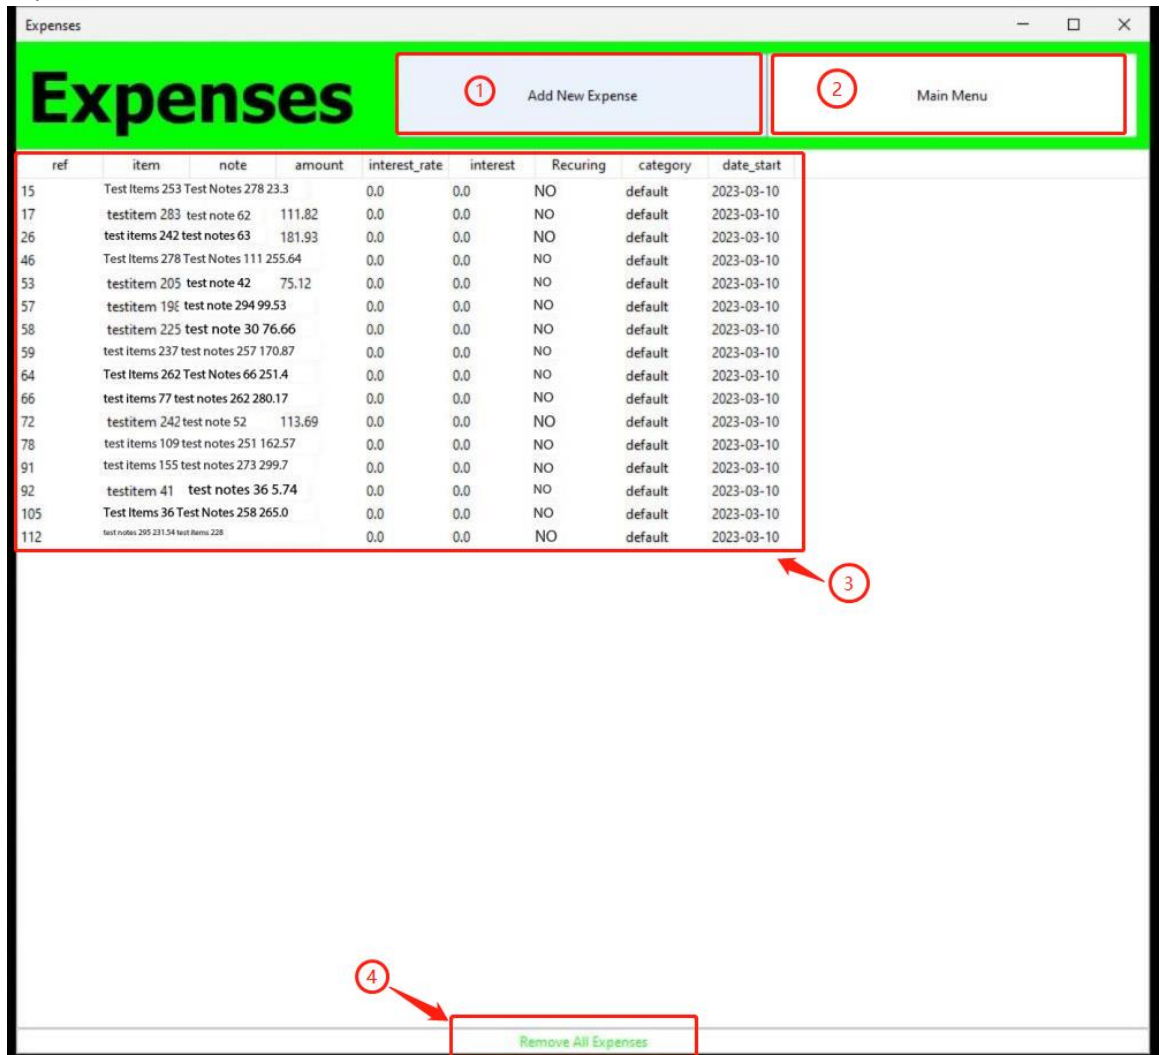 Expenses
Expenses
1 Add New Expense
2 Main Menu
ref item note amount interest_rate interest Recuring category date_start
15 Test Items 253 Test Notes 278 23.3 0.0 0.0 NO default 2023-03-10
17 testitem 283 test note 62 111.82 0.0 0.0 NO default 2023-03-10
26 test items 242 test notes 63 181.93 0.0 0.0 NO default 2023-03-10
46 Test Items 278 Test Notes 111 255.64 0.0 0.0 NO default 2023-03-10
53 testitem 205 test note 42 75.12 0.0 0.0 NO default 2023-03-10
57 testitem 198 test note 294 99.53 0.0 0.0 NO default 2023-03-10
58 testitem 225 test note 30 76.66 0.0 0.0 NO default 2023-03-10
59 test items 237 test notes 257 170.87 0.0 0.0 NO default 2023-03-10
64 Test Items 262 Test Notes 66 251.4 0.0 0.0 NO default 2023-03-10
66 test items 77 test notes 262 280.17 0.0 0.0 NO default 2023-03-10
72 testitem 242 test note 52 113.69 0.0 0.0 NO default 2023-03-10
78 test items 109 test notes 251 162.57 0.0 0.0 NO default 2023-03-10
91 test items 155 test notes 273 299.7 0.0 0.0 NO default 2023-03-10
92 testitem 41 test notes 36 5.74 0.0 0.0 NO default 2023-03-10
105 Test Items 36 Test Notes 258 265.0 0.0 0.0 NO default 2023-03-10
112 test notes 295 231.54 test items 228 0.0 0.0 NO default 2023-03-10
3
4
Remove All Expenses